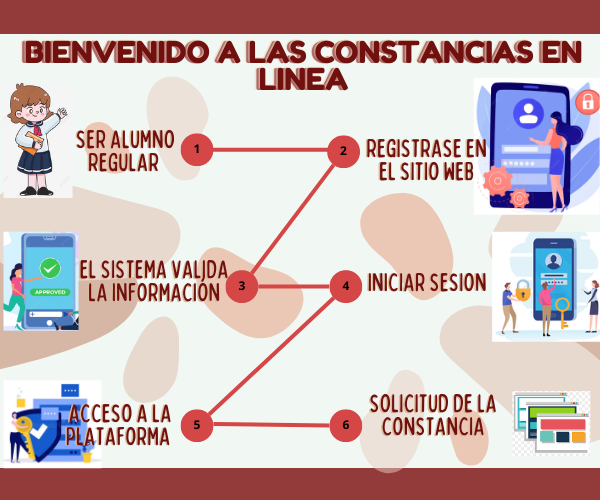 BIENVENIDO A LAS CONSTANCIAS EN
LINEA
SER ALUMNO
REGULAR
1
2
REGISTRASE EN
EL SITIO WEB
EL SISTEMA VALIDA
LA INFORMACIÓN
APPROVED
3
4
INICIAR SESION
ACCESO A LA
PLATAFORMA
5
6
SOLICITUD DE LA
CONSTANCIA